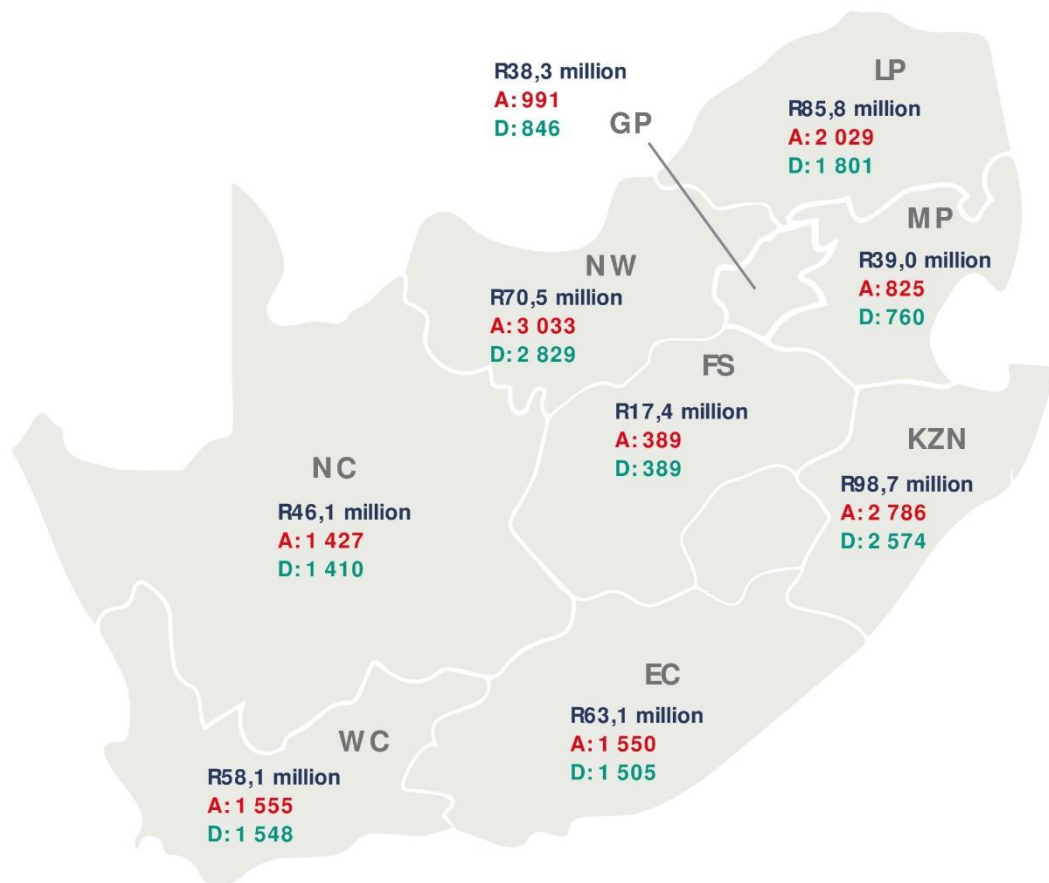 R38,3 million
A: 991
D: 846
GP
LP
R85,8 million
A: 2 029
D: 1 801
MP
R39,0 million
A: 825
D: 760
NW
R70,5 million
A: 3 033
D: 2 829
FS
R17,4 million
A: 389
D: 389
KZN
R98,7 million
A: 2 786
D: 2 574
NC
R46,1 million
A: 1 427
D: 1 410
EC
R63,1 million
A: 1 550
D: 1 505
WC
R58,1 million
A: 1 555
D: 1 548